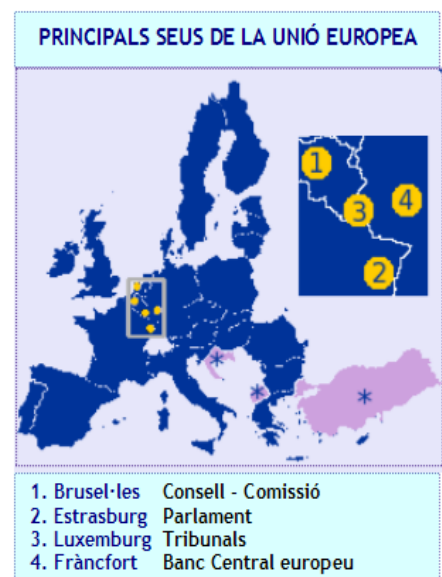 PRINCIPALS SEUS DE LA UNIÓ EUROPEA
1
3
4
2
*
*
*
1. Brusel·les Consell - Comissió
2. Estrasburg Parlament
3. Luxemburg Tribunals
4. Fràncfort Banc Central europeu